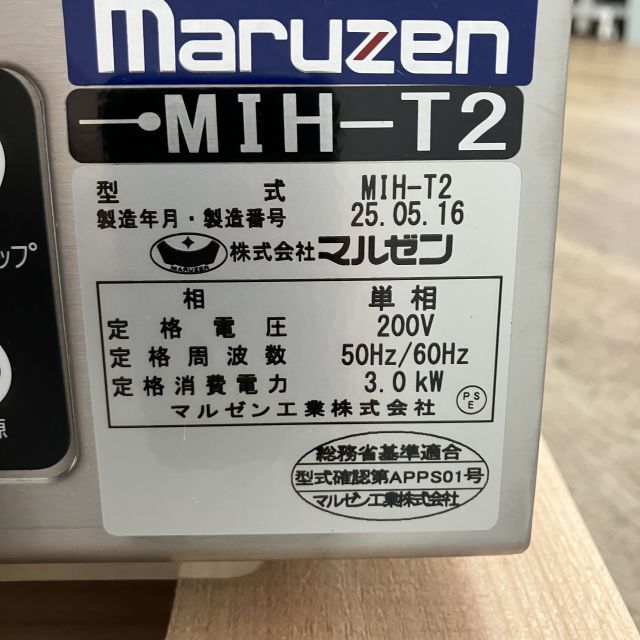 maruzen
MIH-T2
型式 MIH-T2
製造年月・製造番号 25.05.16
MARUZEN 株式会社マルゼン
相 単相
定格電圧 200V
定格周波数 50Hz/60Hz
定格消費電力 3.0kW
マルゼン工業株式会社 PSE
総務省基準適合
型式確認第APPS01号
マルゼン工業株式会社
ップ
源